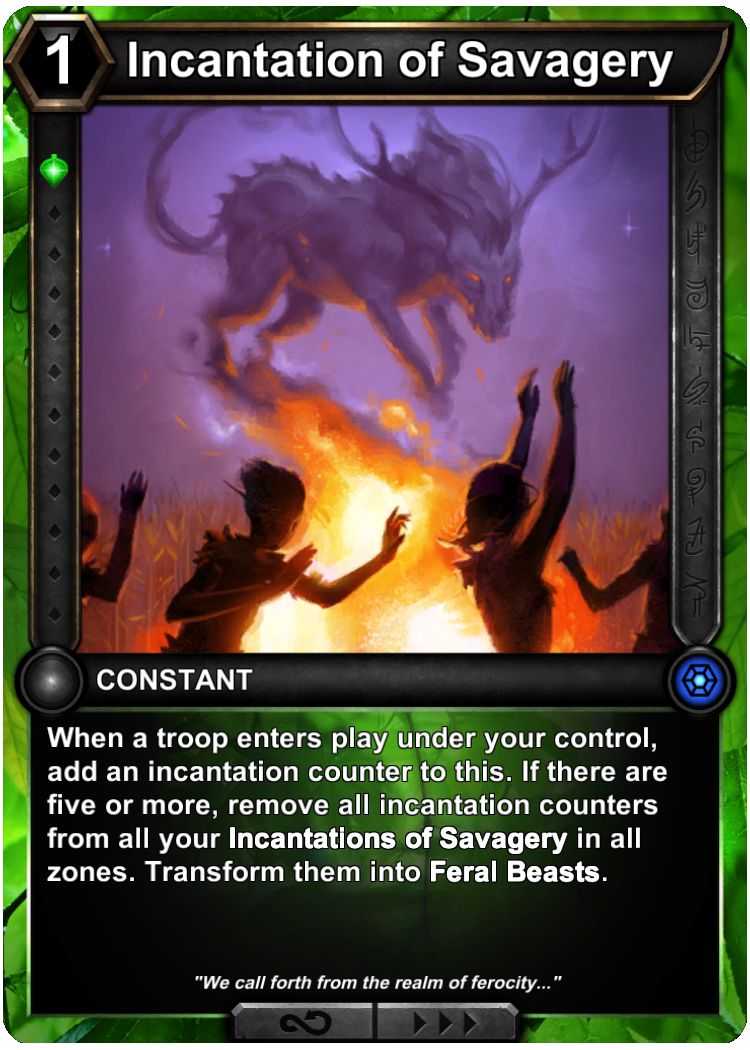 1
Incantation of Savagery
CONSTANT
When a troop enters play under your control,
add an incantation counter to this. If there are
five or more, remove all incantation counters
from all your Incantations of Savagery in all
zones. Transform them into Feral Beasts.
"We call forth from the realm of ferocity..."